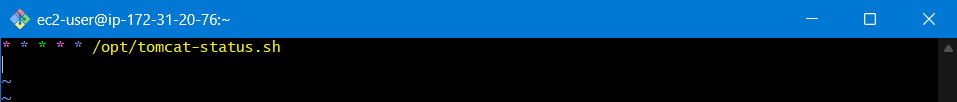 ec2-user@ip-172-31-20-76:~
* * * * * /opt/tomcat-status.sh
~
~